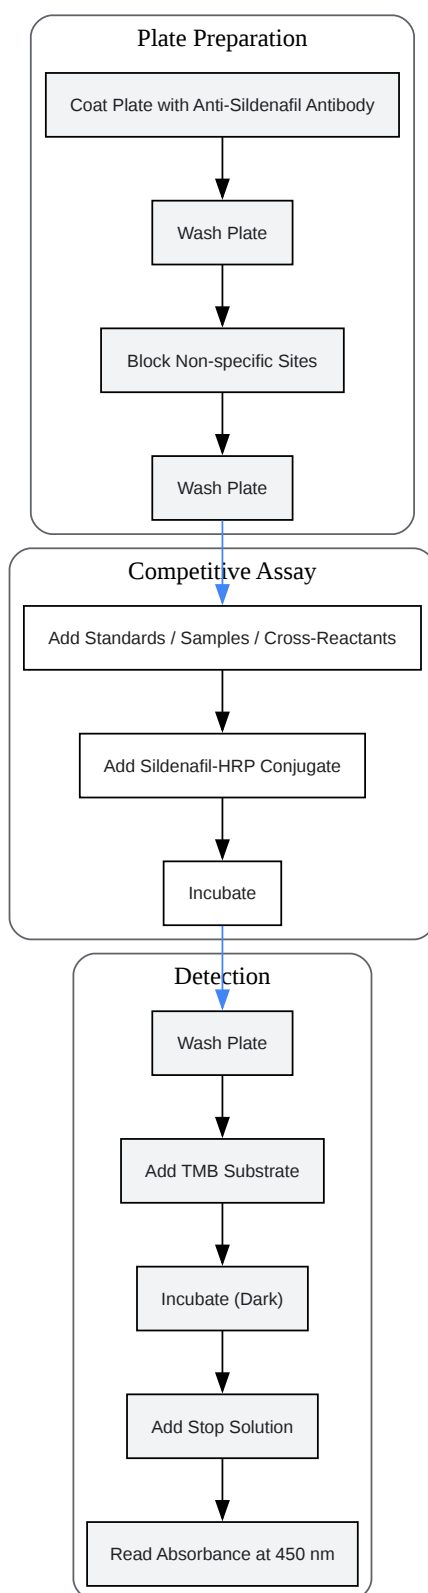 Plate Preparation
Coat Plate with Anti-Sildenafil Antibody
Wash Plate
Block Non-specific Sites
Wash Plate
Competitive Assay
Add Standards / Samples / Cross-Reactants
Add Sildenafil-HRP Conjugate
Incubate
Detection
Wash Plate
Add TMB Substrate
Incubate (Dark)
Add Stop Solution
Read Absorbance at 450 nm